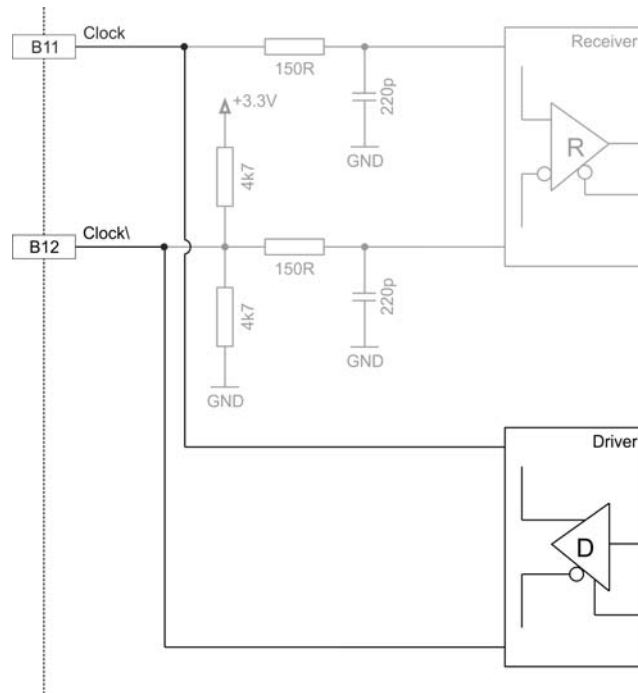 B11
Clock
Receiver
150R
220p
+3.3V
GND
R
4k7
B12
Clock\
150R
220p
4k7
GND
GND
Driver
D